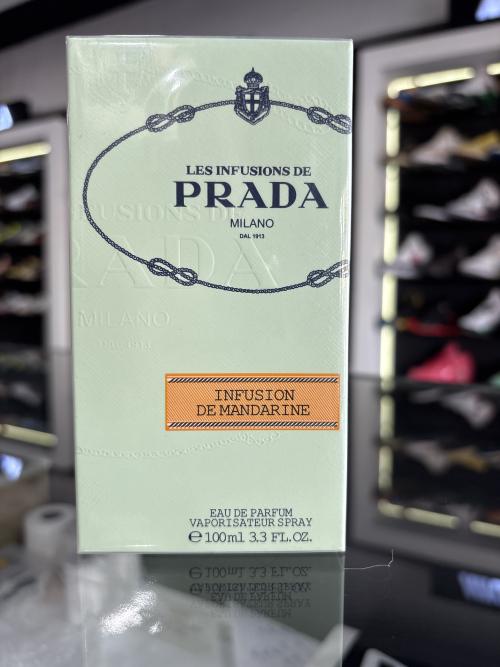 LES INFUSIONS DE
PRADA
MILANO
DAL 1913
INFUSION
DE MANDARINE
EAU DE PARFUM
VAPORISATEUR SPRAY
℮100ml 3.3 FL.OZ.